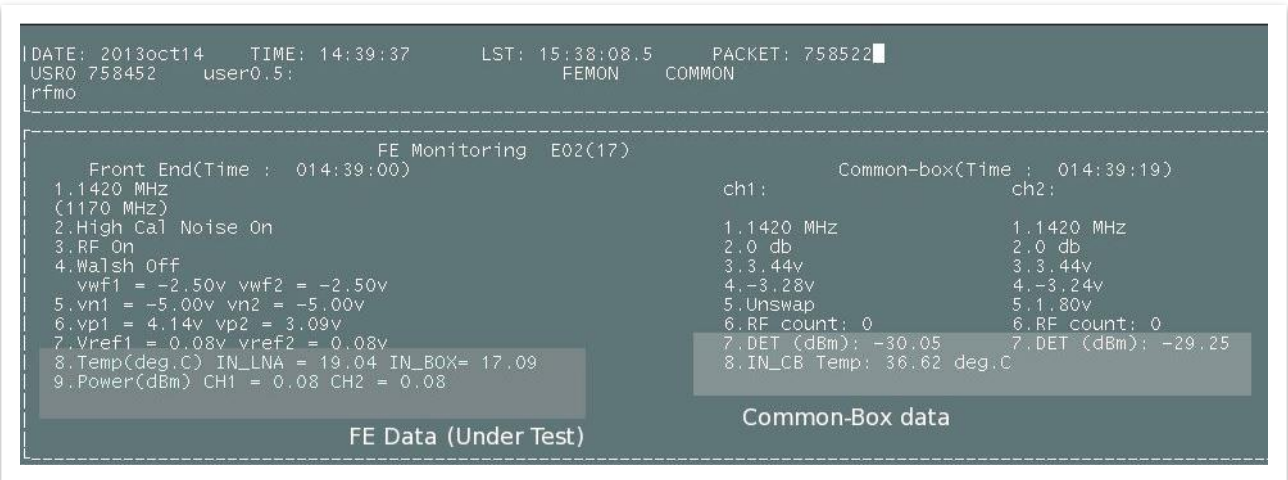 |DATE: 2013oct14 TIME: 14:39:37 LST: 15:38:08.5 PACKET: 758522
USR0 758452 user0.5: FEMON COMMON
|rfmo
FE Monitoring E02(17)
Front End(Time : 014:39:00) Common-box(Time : 014:39:19)
1.1420 MHz ch1: ch2:
(1170 MHz)
2.High Cal Noise On 1.1420 MHz 1.1420 MHz
3.RF On 2.0 db 2.0 db
4.Walsh Off 3.3.44v 3.3.44v
vwf1 = -2.50v vwf2 = -2.50v 4.-3.28v 4.-3.24v
5.vn1 = -5.00v vn2 = -5.00v 5.Unswap 5.1.80v
6.vp1 = 4.14v vp2 = 3.09v 6.RF count: 0 6.RF count: 0
7.Vref1 = 0.08v vref2 = 0.08v 7.DET (dBm): -30.05 7.DET (dBm): -29.25
8.Temp(deg.C) IN_LNA = 19.04 IN_BOX= 17.09 8.IN_CB Temp: 36.62 deg.C
9.Power(dBm) CH1 = 0.08 CH2 = 0.08
Common-Box data
FE Data (Under Test)